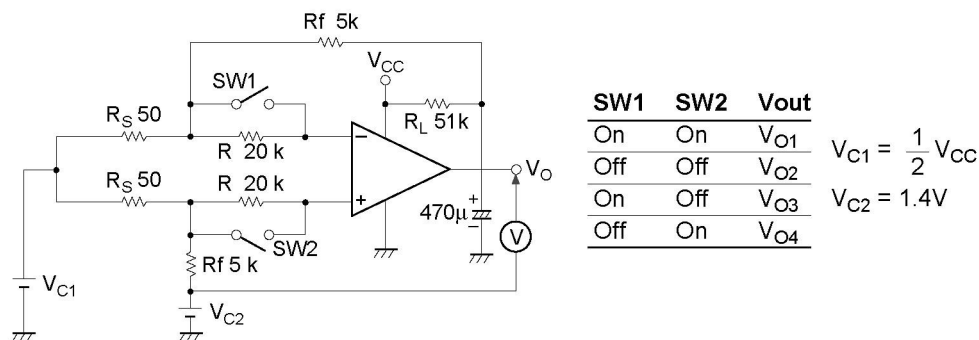 Rf 5k
VCC
SW1
RS 50
RL 51k
R 20 k
RS 50
R 20 k
−
+
VO
470µ
+
−
V
SW2
Rf 5 k
VC1
VC2
SW1 SW2 Vout
On On VO1
Off Off VO2
On Off VO3
Off On VO4
VC1 = 1/2 VCC
VC2 = 1.4V